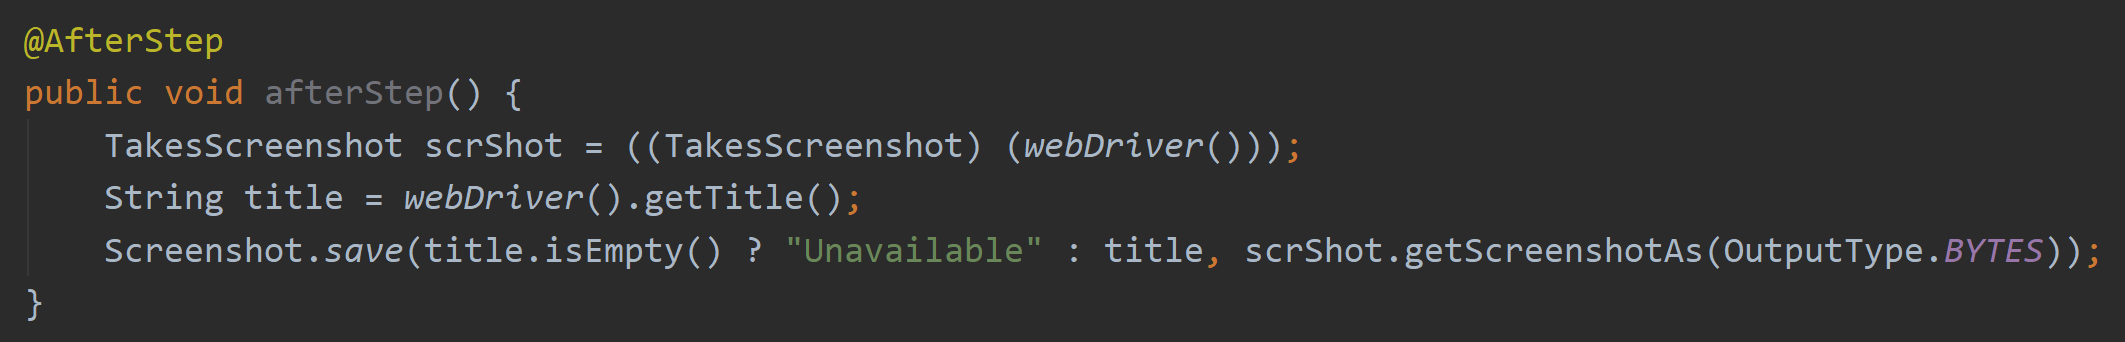 @AfterStep
public void afterStep() {
    TakesScreenshot scrShot = ((TakesScreenshot) (webDriver()));
    String title = webDriver().getTitle();
    Screenshot.save(title.isEmpty() ? "Unavailable" : title, scrShot.getScreenshotAs(OutputType.BYTES));
}